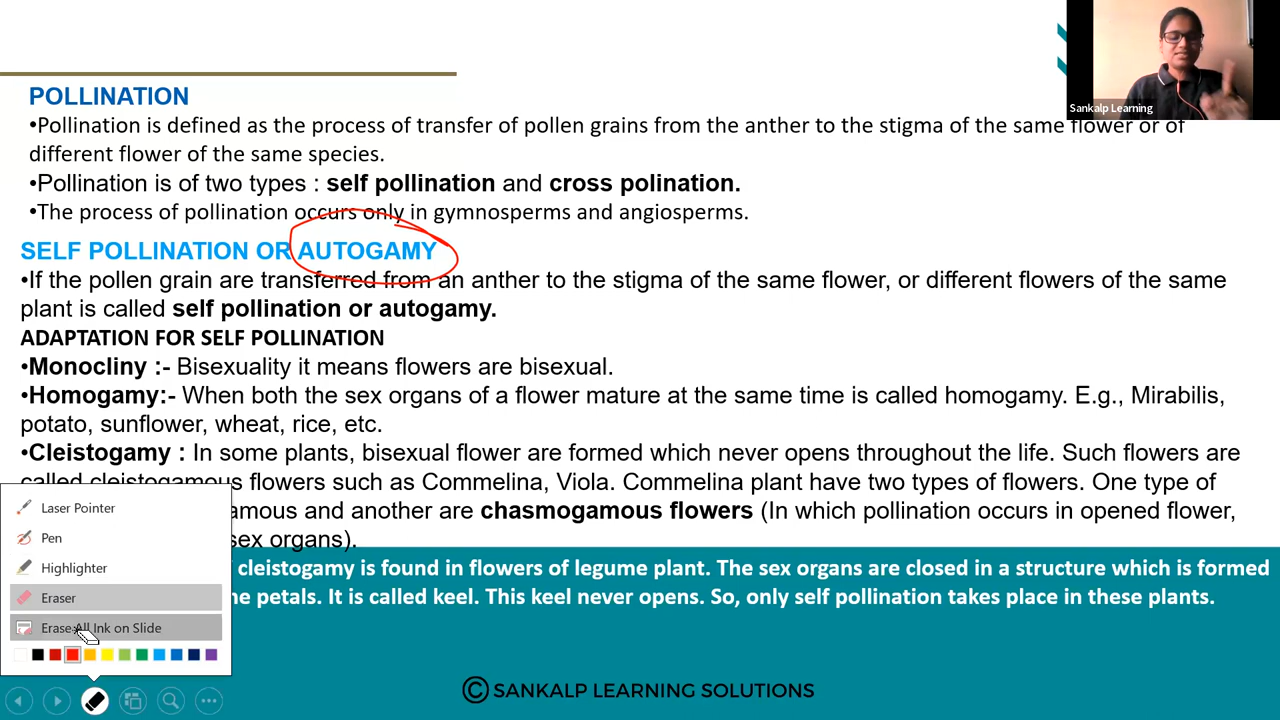 Sankalp Learning
POLLINATION
•Pollination is defined as the process of transfer of pollen grains from the anther to the stigma of the same flower or of
different flower of the same species.
•Pollination is of two types : self pollination and cross polination.
•The process of pollination occurs only in gymnosperms and angiosperms.
SELF POLLINATION OR AUTOGAMY
•If the pollen grain are transferred from an anther to the stigma of the same flower, or different flowers of the same
plant is called self pollination or autogamy.
ADAPTATION FOR SELF POLLINATION
•Monocliny :- Bisexuality it means flowers are bisexual.
•Homogamy:- When both the sex organs of a flower mature at the same time is called homogamy. E.g., Mirabilis,
potato, sunflower, wheat, rice, etc.
•Cleistogamy : In some plants, bisexual flower are formed which never opens throughout the life. Such flowers are
called cleistogamous flowers such as Commelina, Viola. Commelina plant have two types of flowers. One type of
amous and another are chasmogamous flowers (In which pollination occurs in opened flower,
sex organs).
cleistogamy is found in flowers of legume plant. The sex organs are closed in a structure which is formed
petals. It is called keel. This keel never opens. So, only self pollination takes place in these plants.
Laser Pointer
Pen
Highlighter
Eraser
Erase All Ink on Slide
© SANKALP LEARNING SOLUTIONS